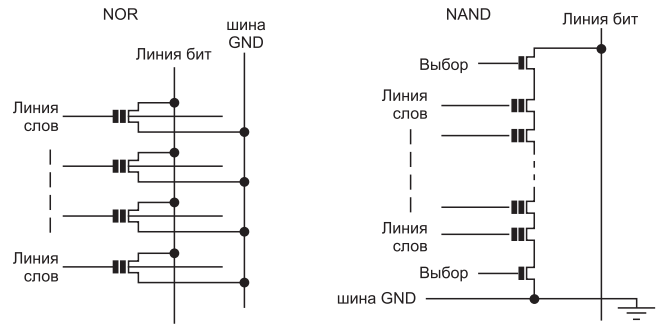 NOR
шина
GND
Линия бит
Линия
слов
Линия
слов
NAND
Линия бит
Выбор
Линия
слов
Линия
слов
Выбор
шина GND